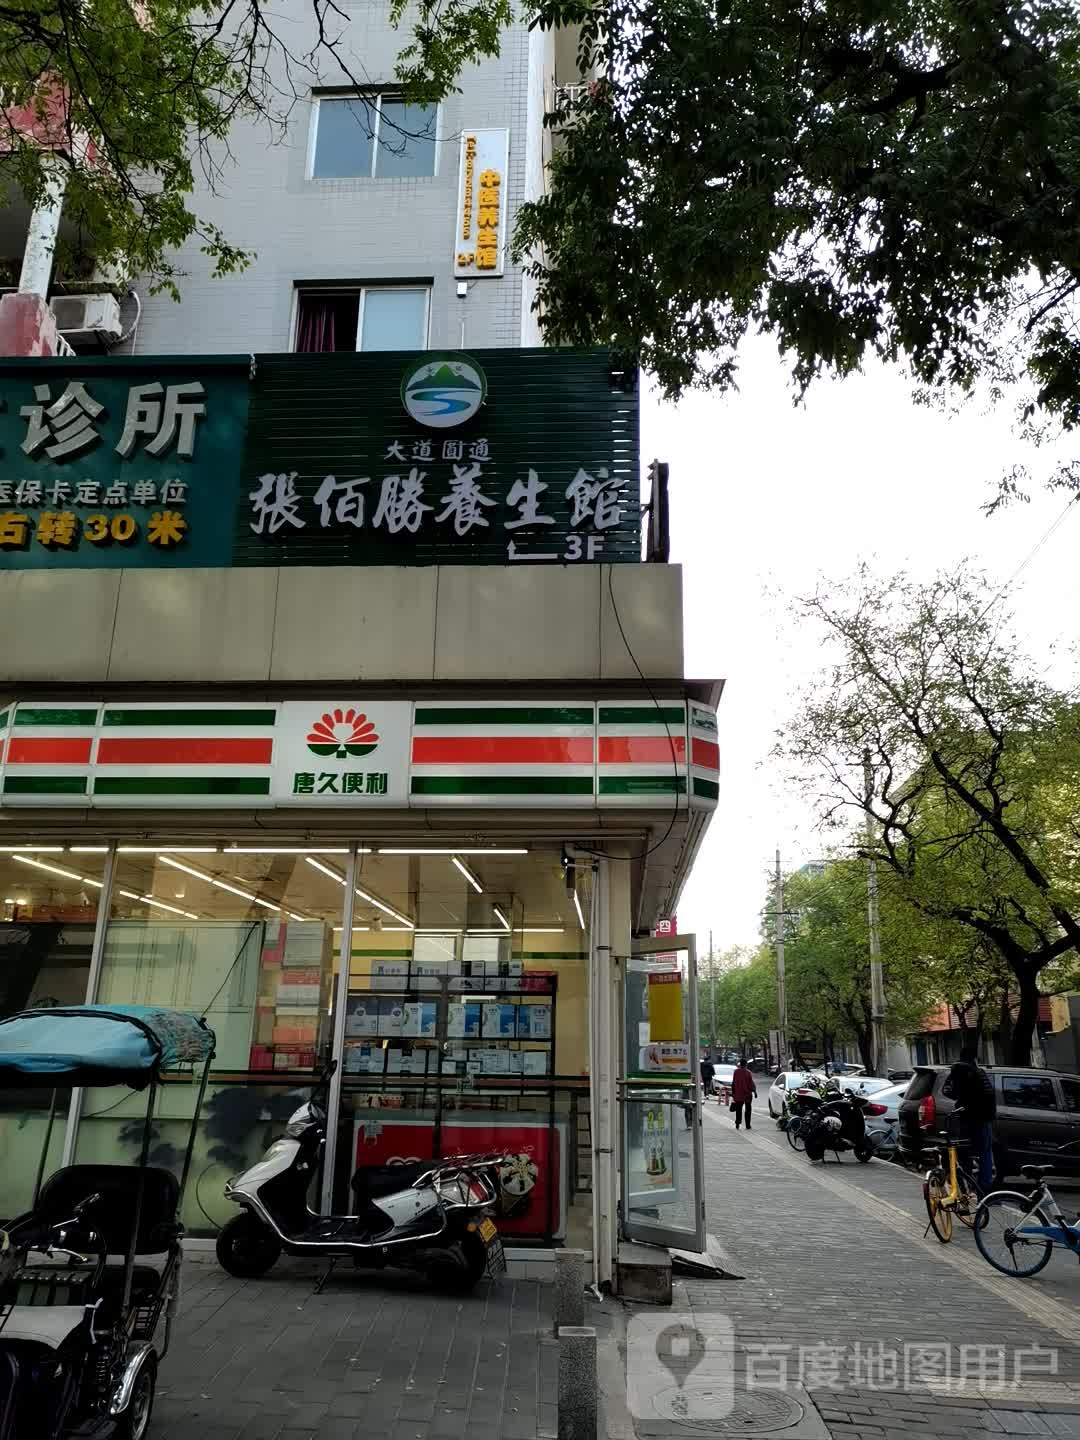 中医养生馆
2F
诊所
医保卡定点单位
右转30米
大道圓通
張佰勝養生館
3F
唐久便利
百度地图用户